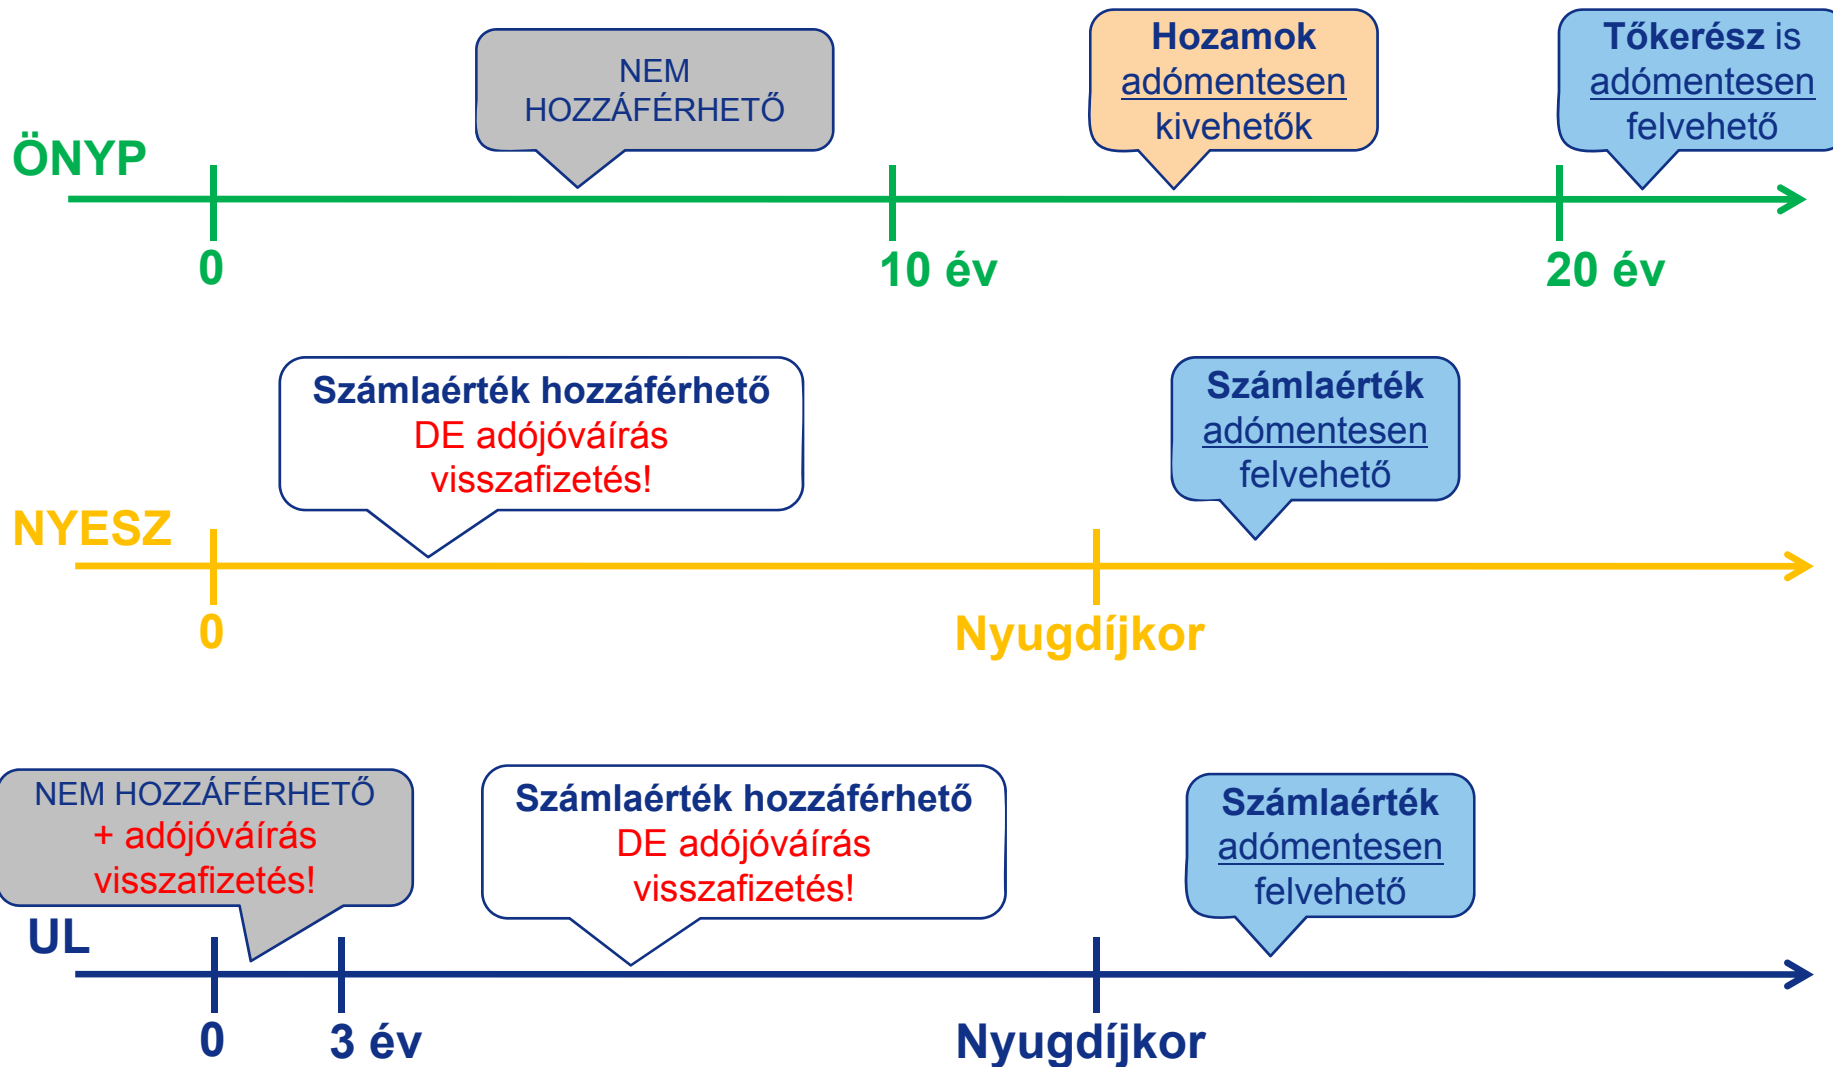 NEM
HOZZÁFÉRHETŐ
Hozamok
adómentesen
kivehetők
Tőkerész is
adómentesen
felvehető
ÖNYP
0
10 év
20 év
Számlaérték hozzáférhető
DE adójóváírás
visszafizetés!
Számlaérték
adómentesen
felvehető
NYESZ
0
Nyugdíjkor
NEM HOZZÁFÉRHETŐ
+ adójóváírás
visszafizetés!
Számlaérték hozzáférhető
DE adójóváírás
visszafizetés!
Számlaérték
adómentesen
felvehető
UL
0
3 év
Nyugdíjkor